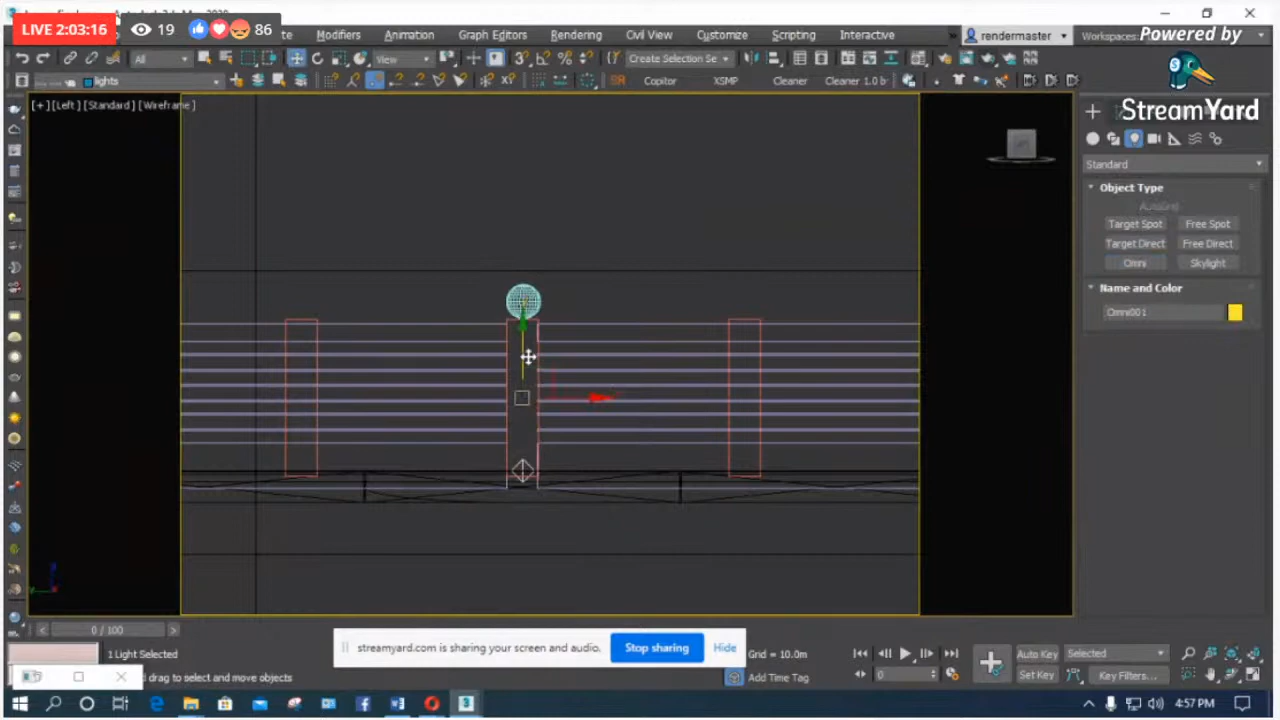 LIVE 2:03:16
19
86
Modifiers
Animation
Graph Editors
Rendering
Civil View
Customize
Scripting
Interactive
rendermaster
Workspaces:
Powered by
StreamYard
All
View
Create Selection Se
lights
Copitor
XSMP
Cleaner
Cleaner 1.0 b
[+] [Left] [Standard] [Wireframe]
Standard
Object Type
AutoGrid
Target Spot
Free Spot
Target Direct
Free Direct
Omni
Skylight
Name and Color
Omni001
0 / 100
streamyard.com is sharing your screen and audio.
Stop sharing
Hide
1 Light Selected
drag to select and move objects
Grid = 10.0m
Add Time Tag
0
Auto Key
Selected
Set Key
Key Filters...
4:57 PM